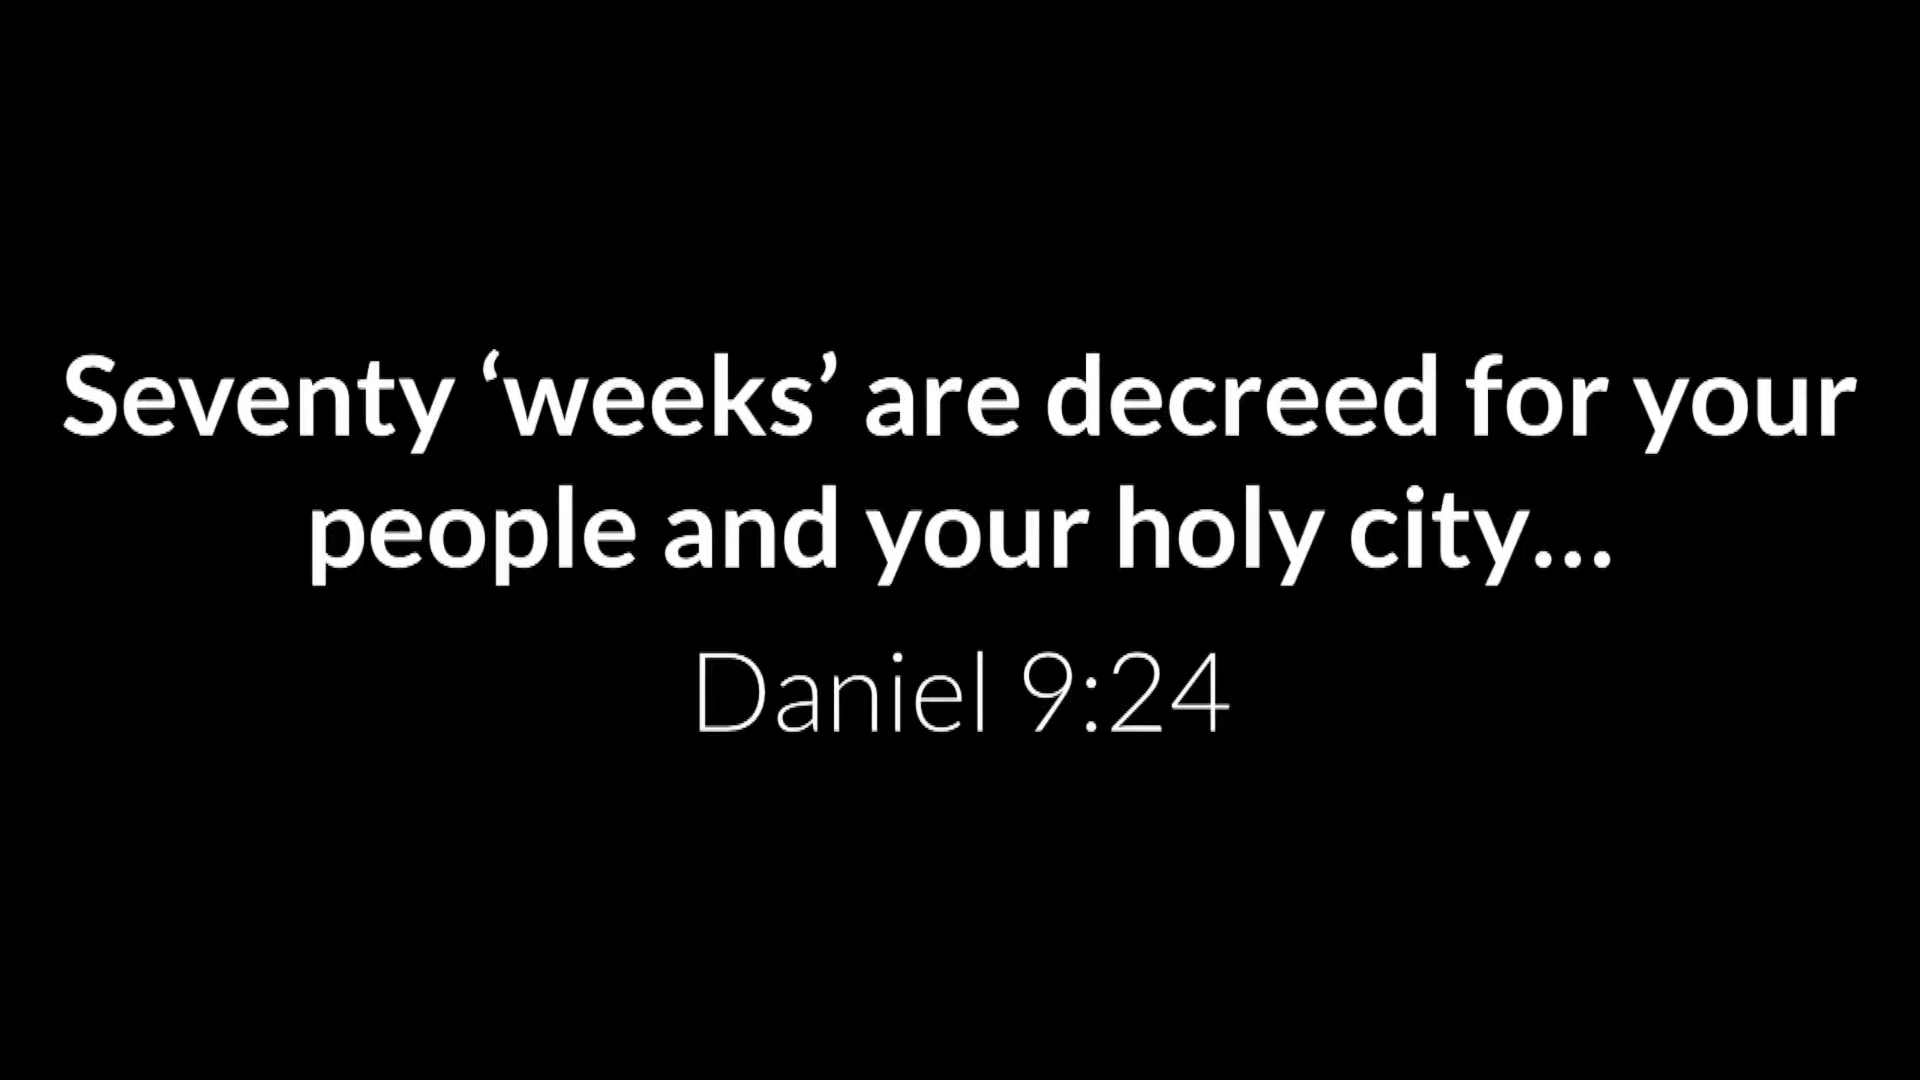 Seventy ‘weeks’ are decreed for your
people and your holy city...
Daniel 9:24